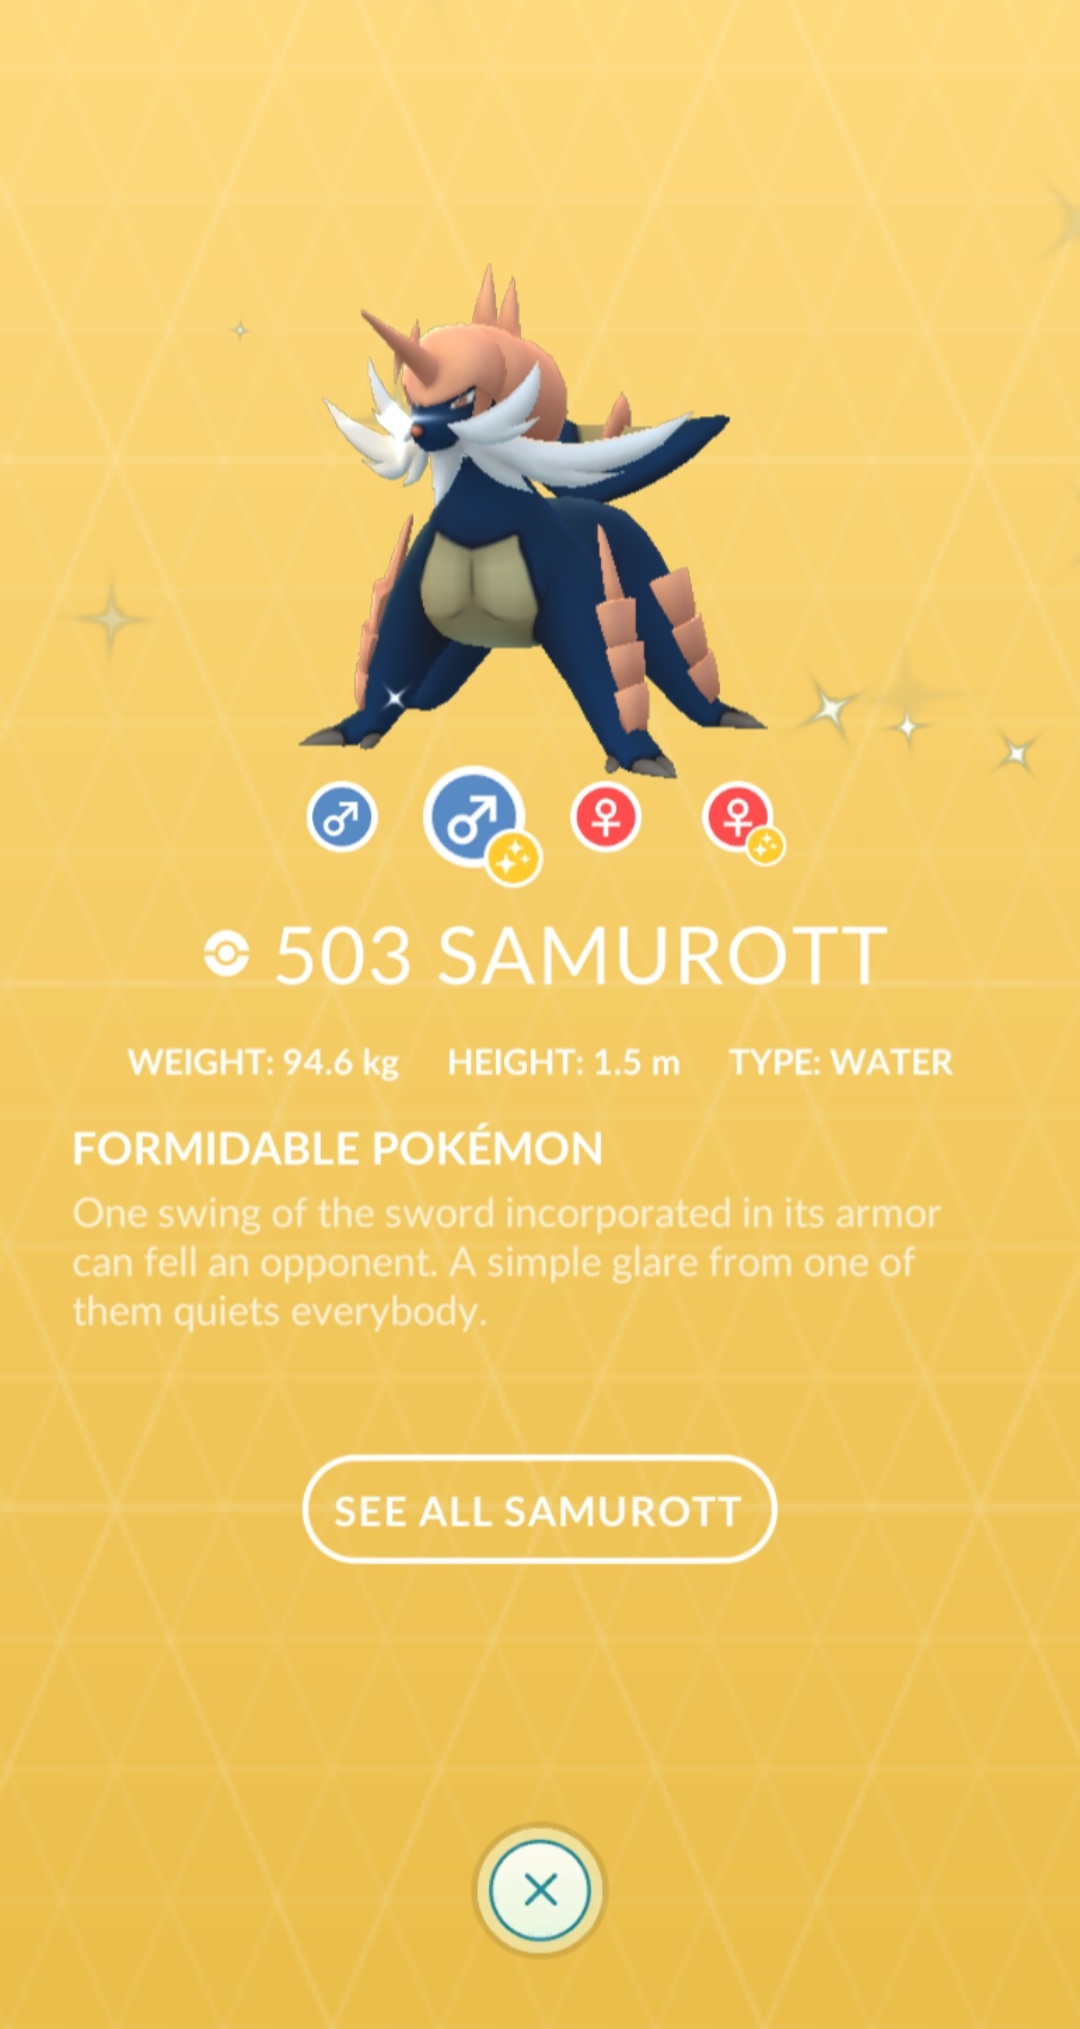 503 SAMUROTT
WEIGHT: 94.6 kg HEIGHT: 1.5 m TYPE: WATER
FORMIDABLE POKÉMON
One swing of the sword incorporated in its armor
can fell an opponent. A simple glare from one of
them quiets everybody.
SEE ALL SAMUROTT